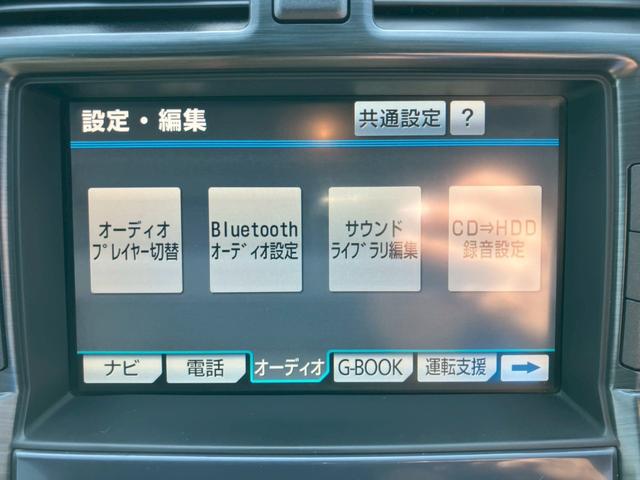 設定・編集
共通設定 ?
オーディオ
プレイヤー切替
Bluetooth
オーディオ設定
サウンド
ライブラリ編集
CD⇒HDD
録音設定
ナビ 電話 オーディオ G-BOOK 運転支援 →